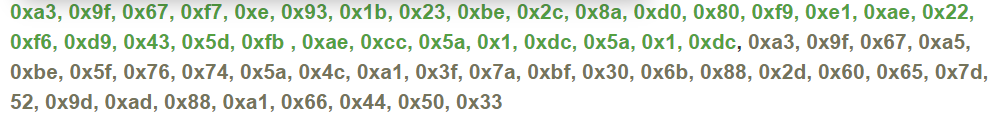 0xa3, 0x9f, 0x67, 0xf7, 0xe, 0x93, 0x1b, 0x23, 0xbe, 0x2c, 0x8a, 0xd0, 0x80, 0xf9, 0xe1, 0xae, 0x22,
0xf6, 0xd9, 0x43, 0x5d, 0xfb , 0xae, 0xcc, 0x5a, 0x1, 0xdc, 0x5a, 0x1, 0xdc, 0xa3, 0x9f, 0x67, 0xa5,
0xbe, 0x5f, 0x76, 0x74, 0x5a, 0x4c, 0xa1, 0x3f, 0x7a, 0xbf, 0x30, 0x6b, 0x88, 0x2d, 0x60, 0x65, 0x7d,
52, 0x9d, 0xad, 0x88, 0xa1, 0x66, 0x44, 0x50, 0x33